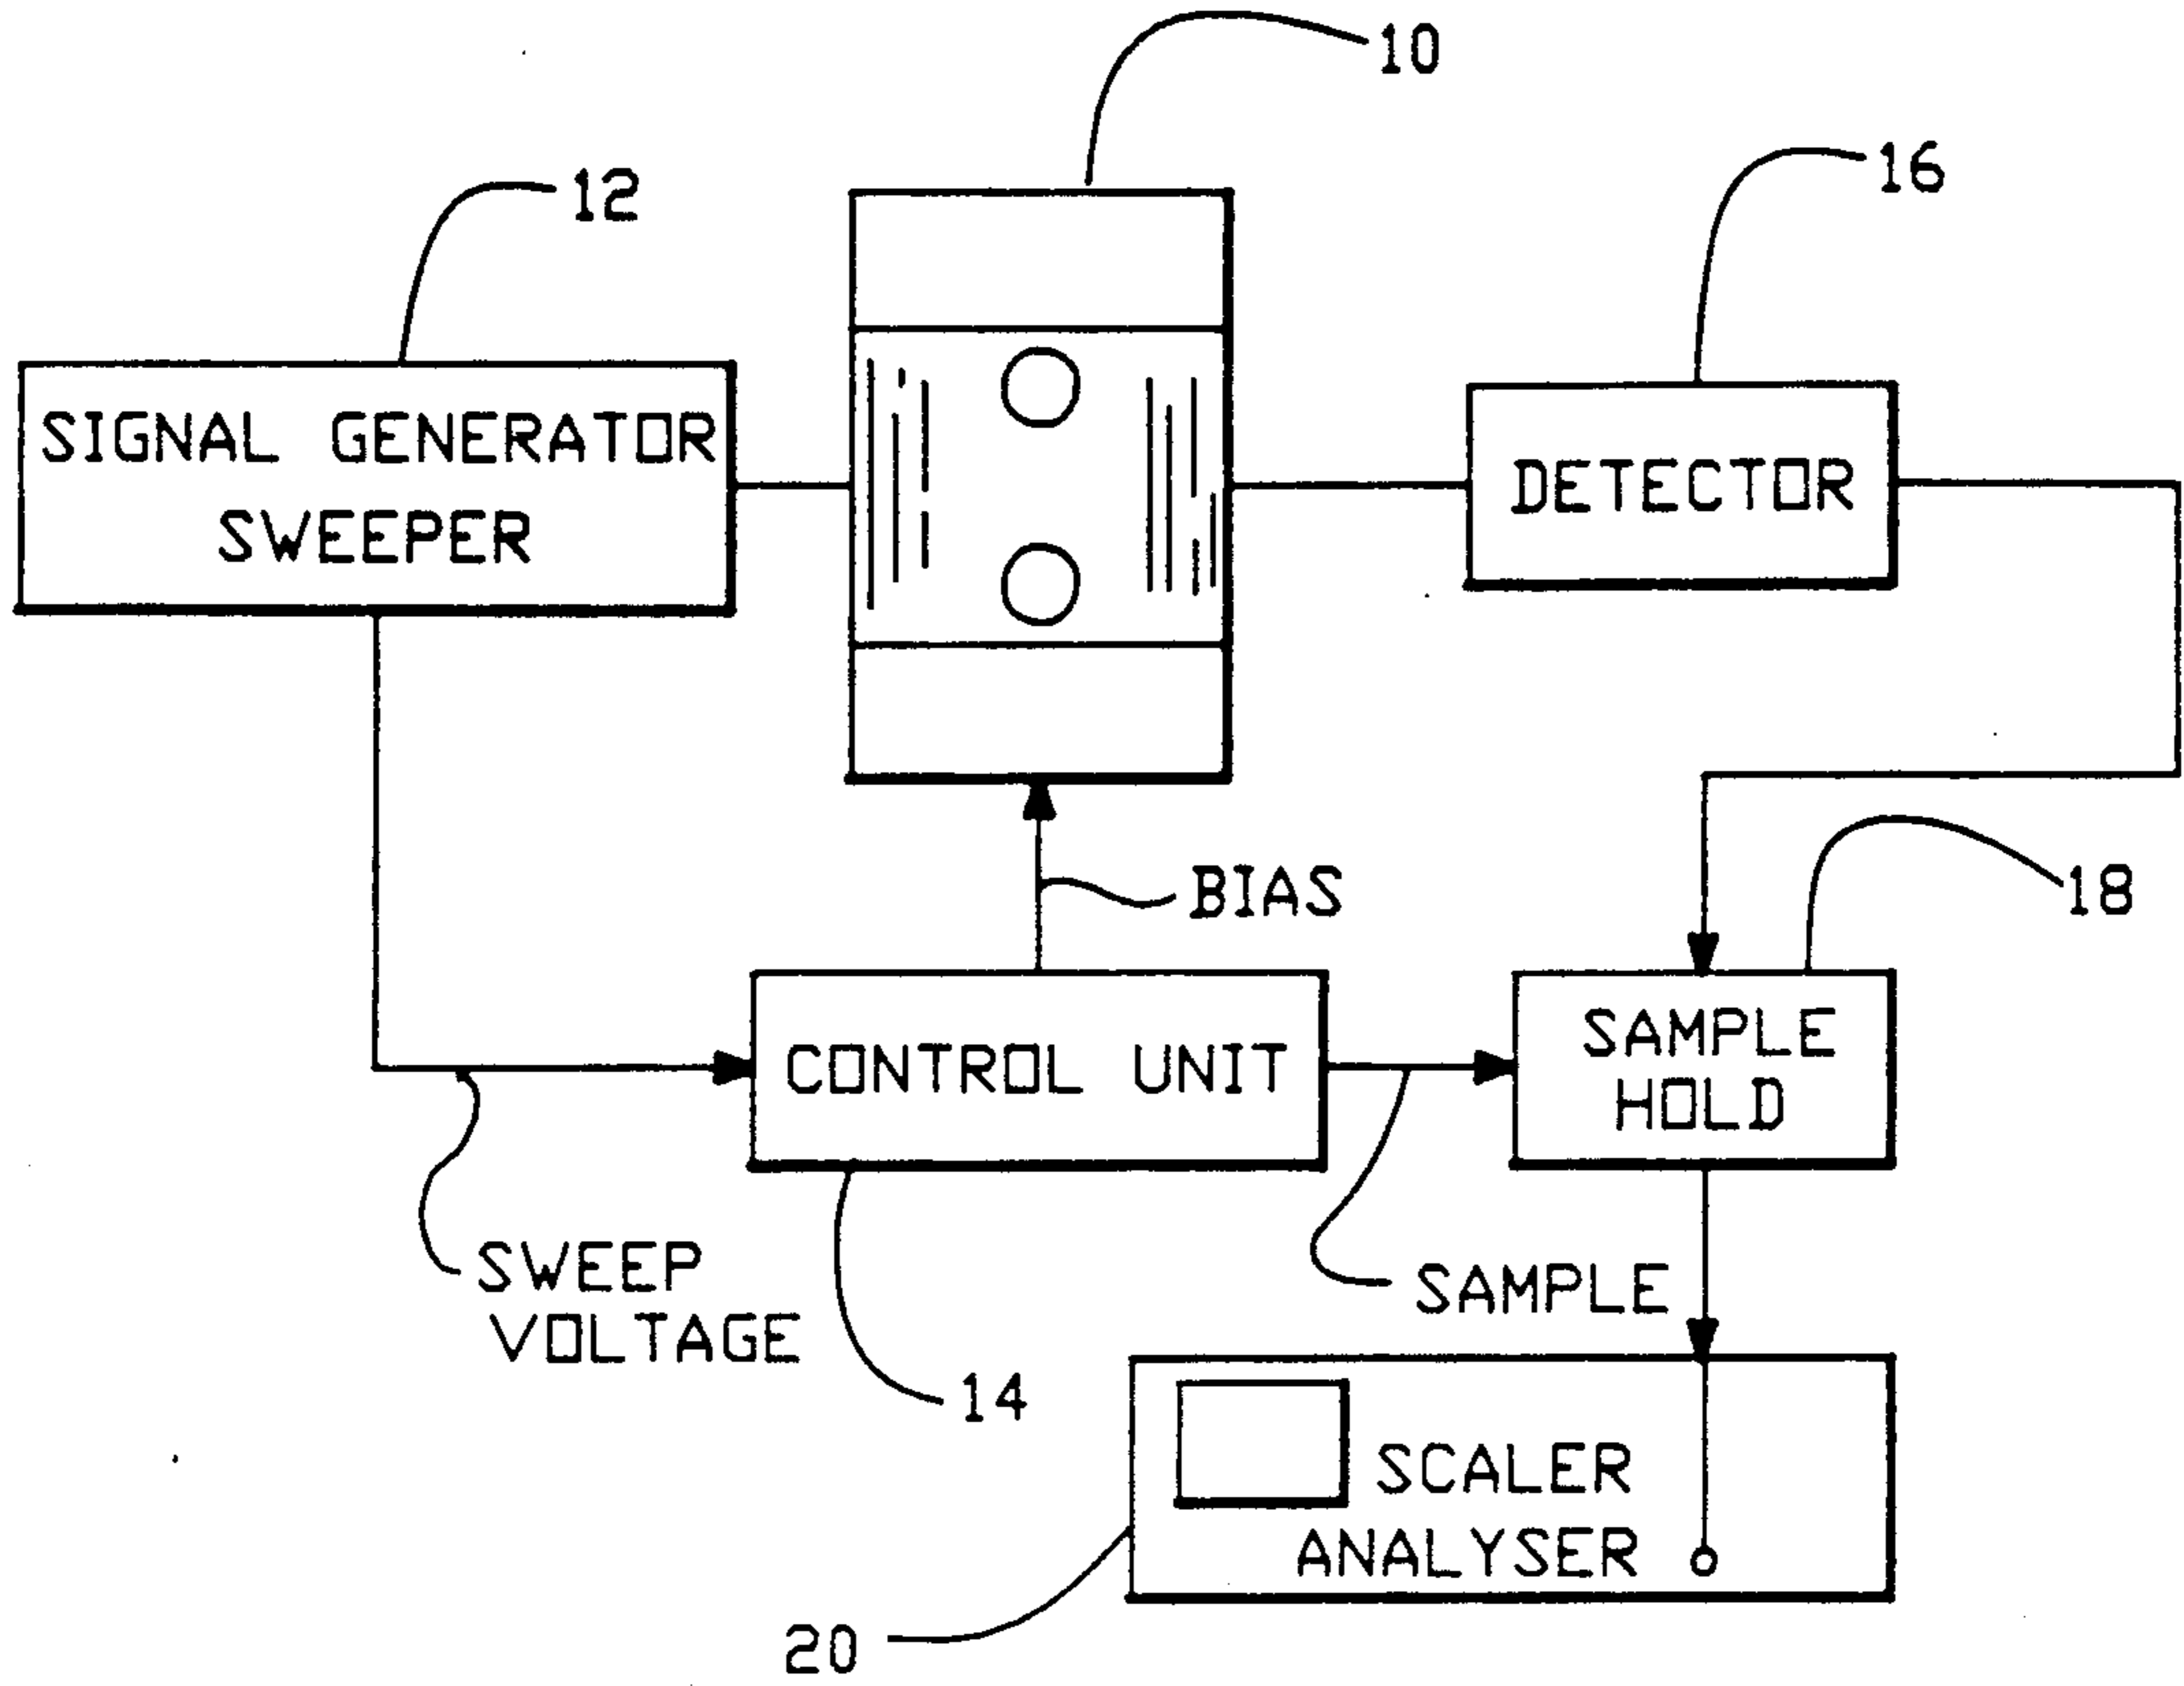 10
12
16
SIGNAL GENERATOR
SWEEPER
DETECTOR
BIAS
18
CONTROL UNIT
SAMPLE
HOLD
SWEEP
VOLTAGE
SAMPLE
14
SCALER
ANALYSER
20